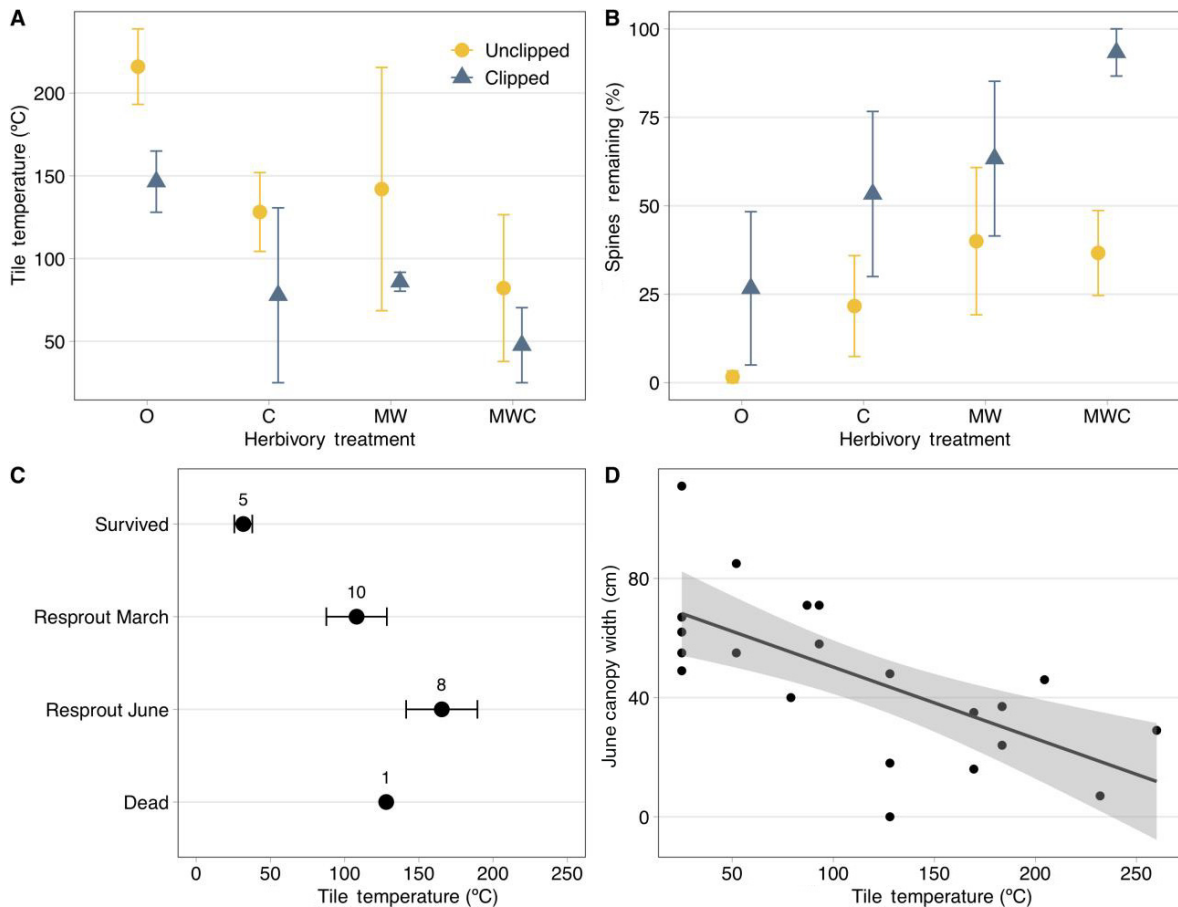 A
Tile temperature (ºC)
200
150
100
50
Unclipped
Clipped
O C MW MWC
Herbivory treatment
B
Spines remaining (%)
100
75
50
25
0
O C MW MWC
Herbivory treatment
C
Survived
Resprout March
Resprout June
Dead
5
10
8
1
0 50 100 150 200 250
Tile temperature (ºC)
D
June canopy width (cm)
80
40
0
50 100 150 200 250
Tile temperature (ºC)